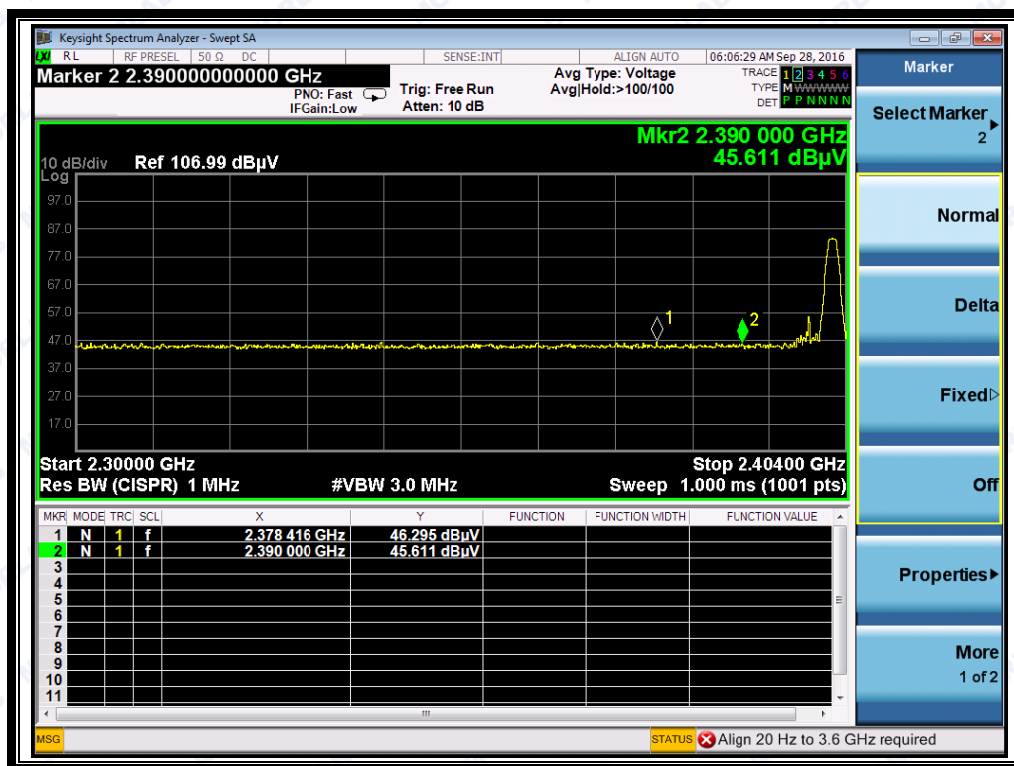 Keysight Spectrum Analyzer - Swept SA
LXI RL RF PRESEL 50 Ω DC SENSE:INT ALIGN AUTO 06:06:29 AM Sep 28, 2016
Marker 2 2.390000000000 GHz
PNO: Fast
IFGain:Low
Trig: Free Run
Atten: 10 dB
Avg Type: Voltage
Avg|Hold:>100/100
TRACE 1 2 3 4 5 6
TYPE M W W W W W
DET P P N N N N
Mkr2 2.390 000 GHz
45.611 dBµV
10 dB/div Ref 106.99 dBµV
Log
97.0
87.0
77.0
67.0
57.0
47.0
37.0
27.0
17.0
1
2
Start 2.30000 GHz Stop 2.40400 GHz
Res BW (CISPR) 1 MHz #VBW 3.0 MHz Sweep 1.000 ms (1001 pts)
MKR MODE TRC SCL X Y FUNCTION FUNCTION WIDTH FUNCTION VALUE
1 N 1 f 2.378 416 GHz 46.295 dBµV
2 N 1 f 2.390 000 GHz 45.611 dBµV
3
4
5
6
7
8
9
10
11
MSG STATUS Align 20 Hz to 3.6 GHz required
Marker
Select Marker
2
Normal
Delta
Fixed
Off
Properties
More
1 of 2